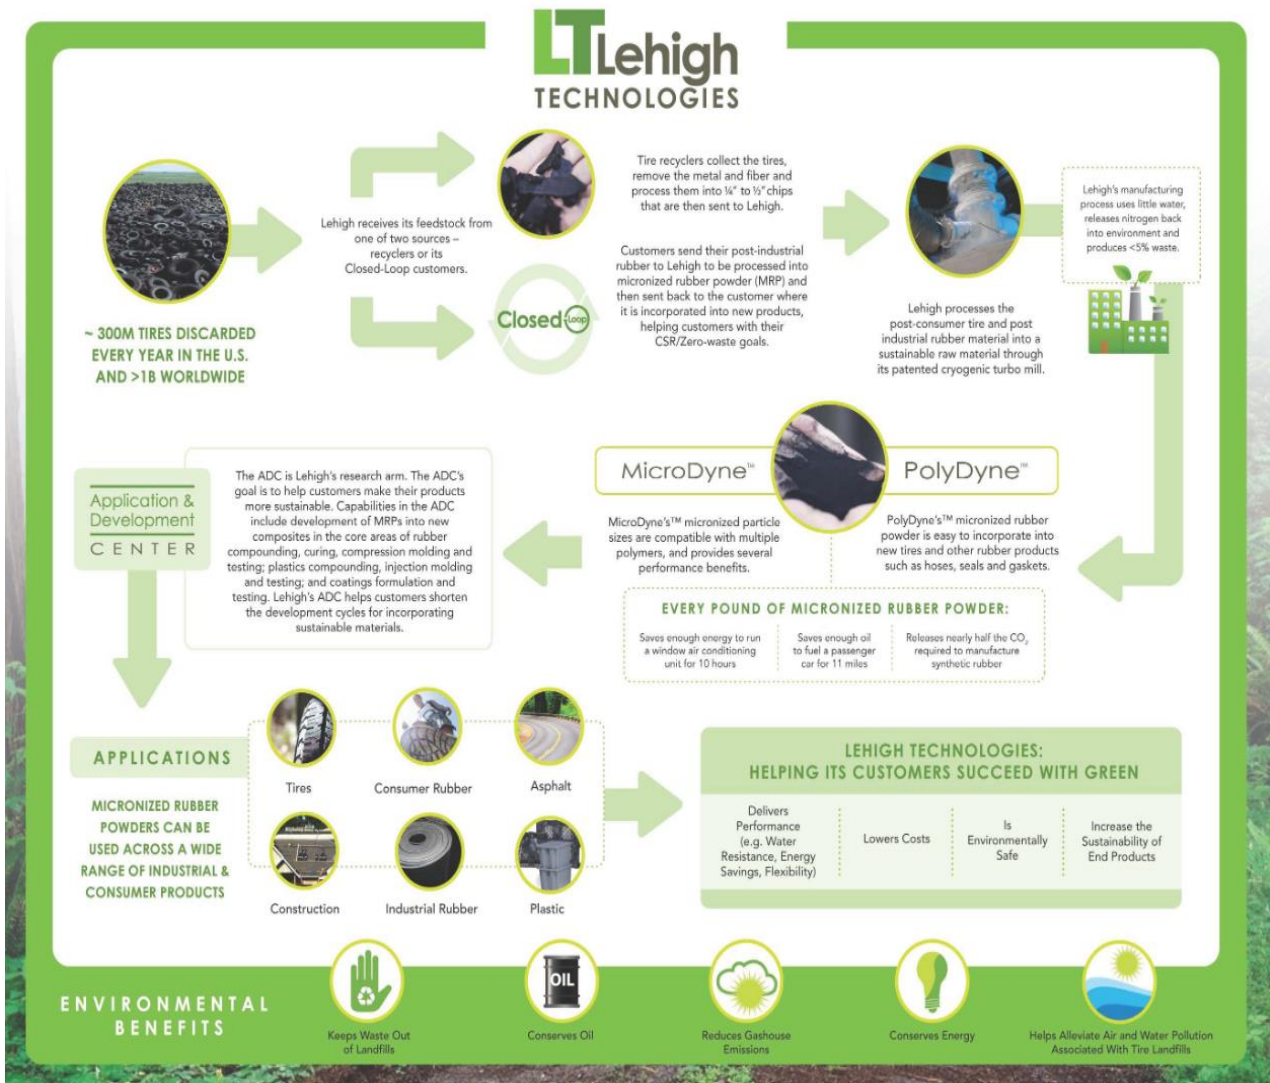 LT Lehigh
TECHNOLOGIES
~ 300M TIRES DISCARDED
EVERY YEAR IN THE U.S.
AND >1B WORLDWIDE
Lehigh receives its feedstock from
one of two sources –
recyclers or its
Closed-Loop customers.
Tire recyclers collect the tires,
remove the metal and fiber and
process them into ¼” to ½” chips
that are then sent to Lehigh.
Closed-Loop
Customers send their post-industrial
rubber to Lehigh to be processed into
micronized rubber powder (MRP) and
then sent back to the customer where
it is incorporated into new products,
helping customers with their
CSR/Zero-waste goals.
Lehigh processes the
post-consumer tire and post
industrial rubber material into a
sustainable raw material through
its patented cryogenic turbo mill.
Lehigh's manufacturing
process uses little water,
releases nitrogen back
into environment and
produces <5% waste.
MicroDyne™
PolyDyne™
MicroDyne's™ micronized particle
sizes are compatible with multiple
polymers, and provides several
performance benefits.
PolyDyne's™ micronized rubber
powder is easy to incorporate into
new tires and other rubber products
such as hoses, seals and gaskets.
EVERY POUND OF MICRONIZED RUBBER POWDER:
Saves enough energy to run
a window air conditioning
unit for 10 hours
Saves enough oil
to fuel a passenger
car for 11 miles
Releases nearly half the CO₂
required to manufacture
synthetic rubber
Application &
Development
CENTER
The ADC is Lehigh's research arm. The ADC's
goal is to help customers make their products
more sustainable. Capabilities in the ADC
include development of MRPs into new
composites in the core areas of rubber
compounding, curing, compression molding and
testing; plastics compounding, injection molding
and testing; and coatings formulation and
testing. Lehigh's ADC helps customers shorten
the development cycles for incorporating
sustainable materials.
APPLICATIONS
MICRONIZED RUBBER
POWDERS CAN BE
USED ACROSS A WIDE
RANGE OF INDUSTRIAL &
CONSUMER PRODUCTS
Tires
Consumer Rubber
Asphalt
Construction
Industrial Rubber
Plastic
LEHIGH TECHNOLOGIES:
HELPING ITS CUSTOMERS SUCCEED WITH GREEN
Delivers
Performance
(e.g. Water
Resistance, Energy
Savings, Flexibility)
Lowers Costs
Is
Environmentally
Safe
Increase the
Sustainability of
End Products
ENVIRONMENTAL
BENEFITS
Keeps Waste Out
of Landfills
OIL
Conserves Oil
Reduces Gashouse
Emissions
Conserves Energy
Helps Alleviate Air and Water Pollution
Associated With Tire Landfills